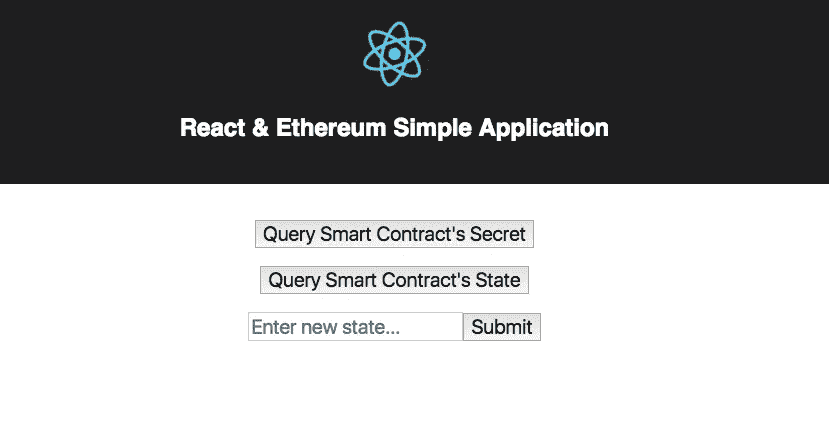 React & Ethereum Simple Application
Query Smart Contract's Secret
Query Smart Contract's State
Enter new state... Submit